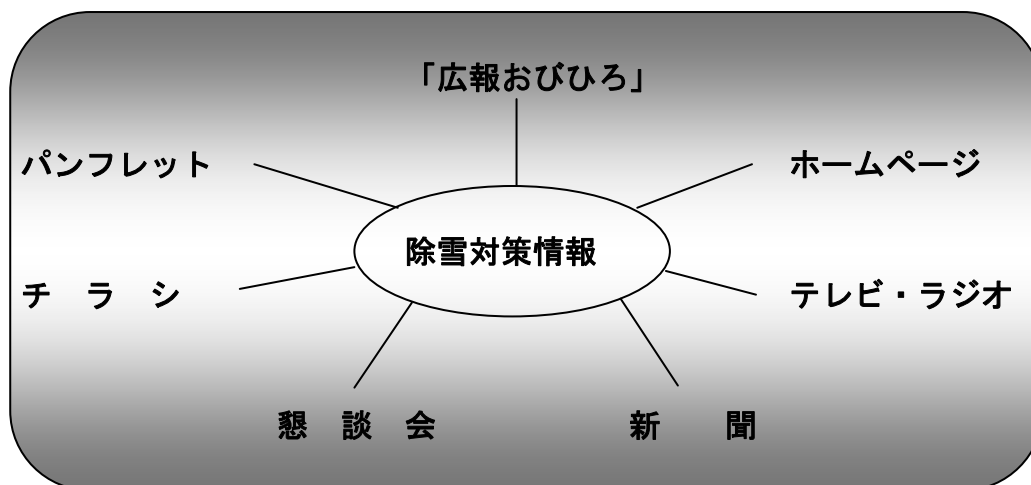 「広報おびひろ」
パンフレット
ホームページ
除雪対策情報
チ　ラ　シ
テレビ・ラジオ
懇　談　会
新　　聞